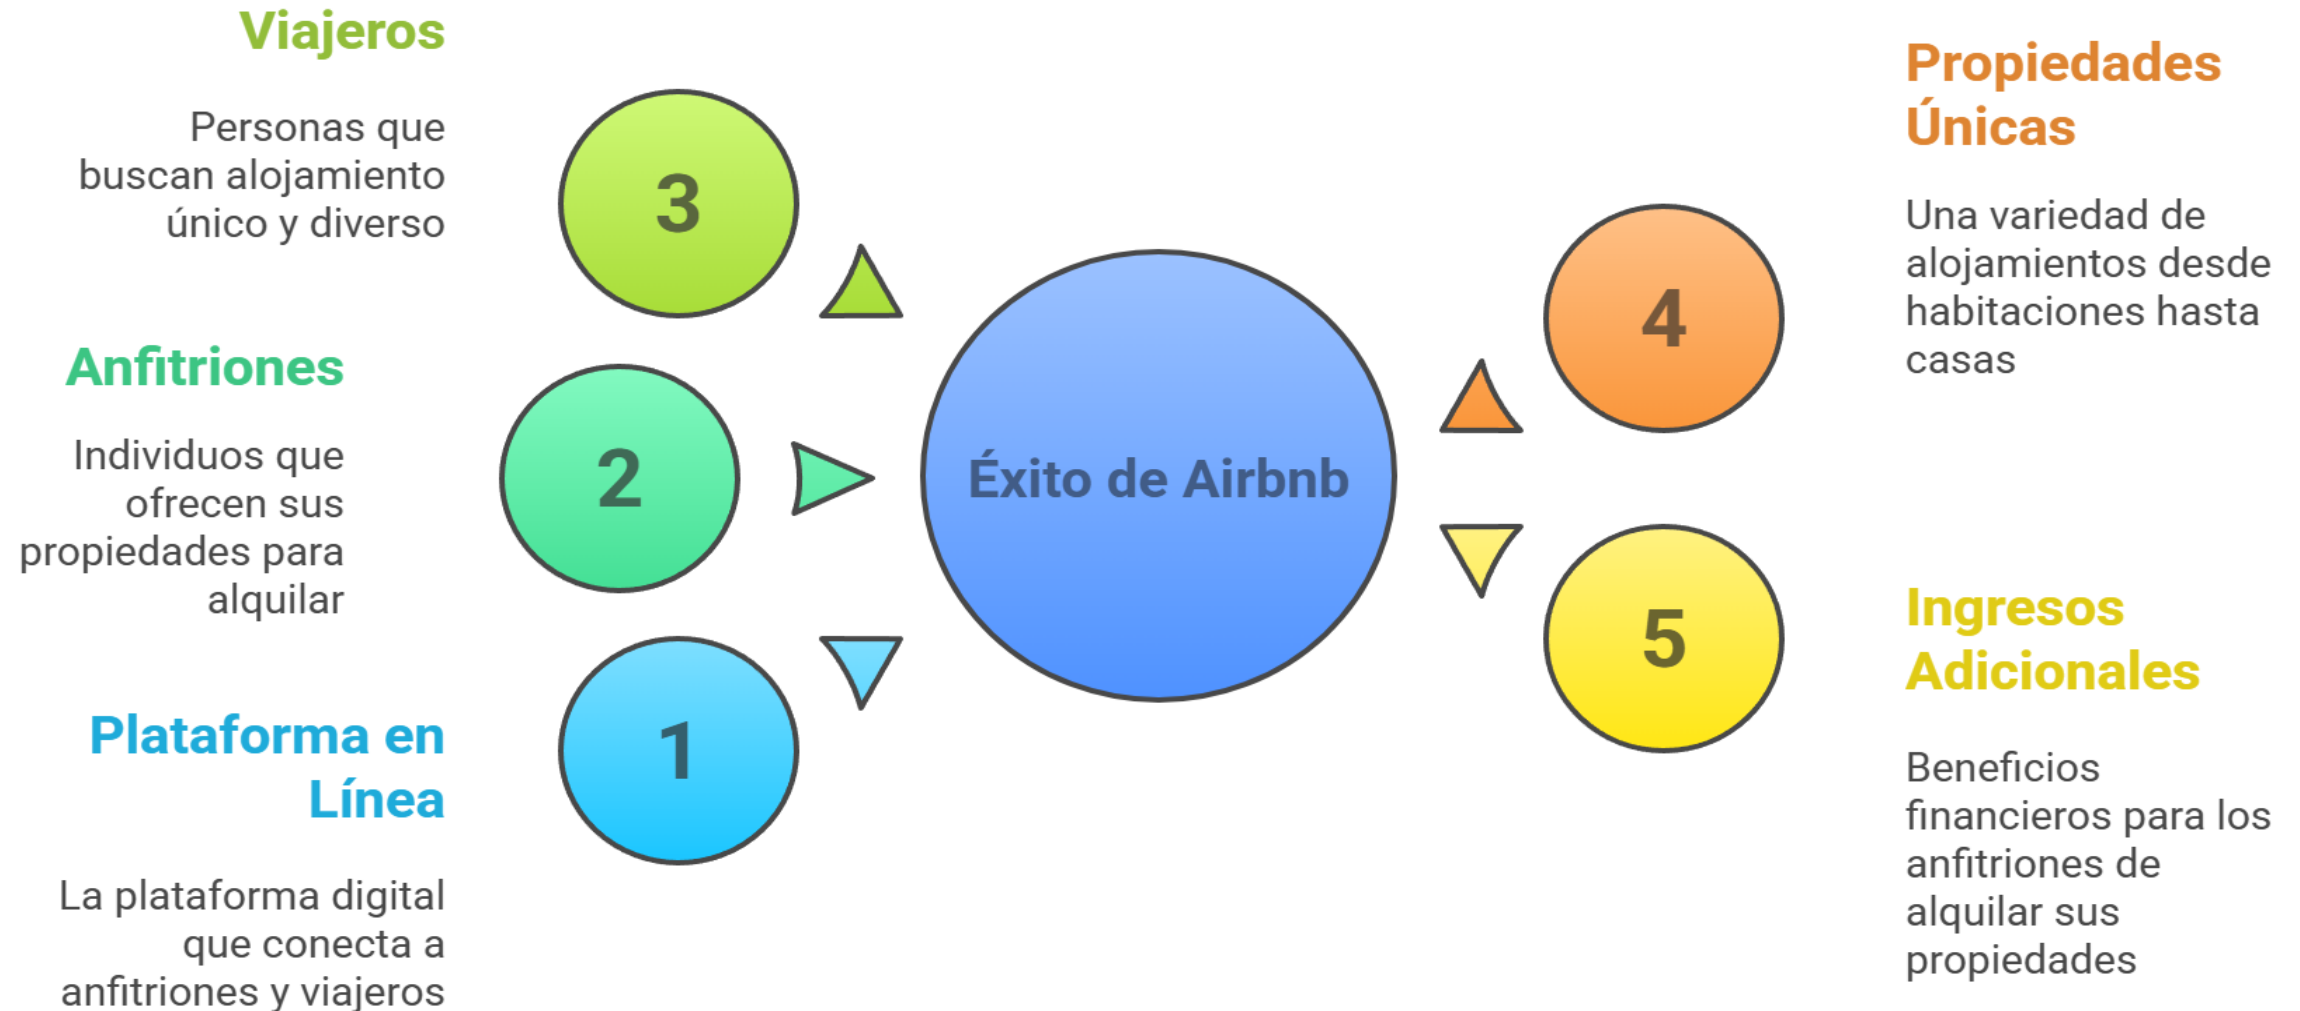 Viajeros
Personas que
buscan alojamiento
único y diverso
3
Anfitriones
Individuos que
ofrecen sus
propiedades para
alquilar
2
Plataforma en
Línea
La plataforma digital
que conecta a
anfitriones y viajeros
1
Éxito de Airbnb
Propiedades
Únicas
Una variedad de
alojamientos desde
habitaciones hasta
casas
4
Ingresos
Adicionales
Beneficios
financieros para los
anfitriones de
alquilar sus
propiedades
5